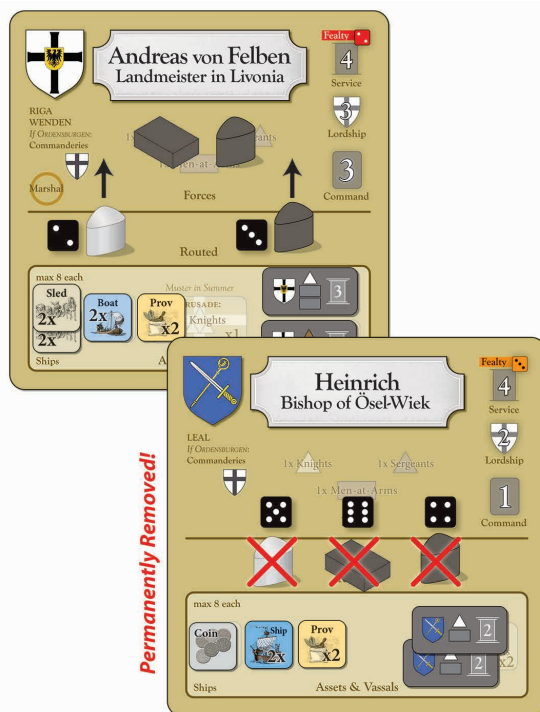 Andreas von Felben
Landmeister in Livonia
Fealty
4
Service
RIGA
WENDEN
If ORDENSBURGEN:
Commanderies
3
Lordship
Marshal
Forces
3
Command
Routed
max 8 each
Muster in Summer
Sled
2x
2x
Boat
2x
Prov
x2
Knights
x1
3
Ships
Heinrich
Bishop of Ösel-Wiek
Fealty
4
Service
LEAL
If ORDENSBURGEN:
Commanderies
2
Lordship
1x Knights
1x Sergeants
1x Men-at-Arms
1
Command
Permanently Removed!
max 8 each
Coin
Ship
2x
Prov
x2
2
2
x2
Ships
Assets & Vassals